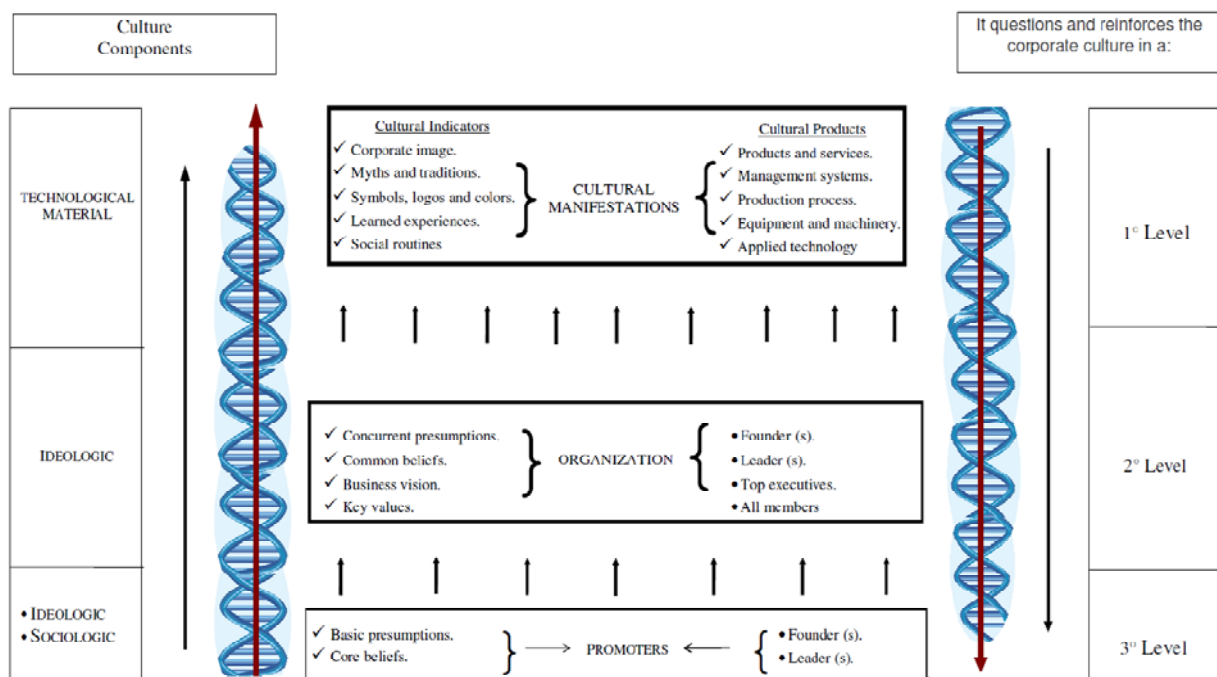 Culture
Components
It questions and reinforces the
corporate culture in a:
TECHNOLOGICAL
MATERIAL
Cultural Indicators
✓ Corporate image.
✓ Myths and traditions.
✓ Symbols, logos and colors.
✓ Learned experiences.
✓ Social routines
CULTURAL
MANIFESTATIONS
Cultural Products
✓ Products and services.
✓ Management systems.
✓ Production process.
✓ Equipment and machinery.
✓ Applied technology
1° Level
IDEOLOGIC
✓ Concurrent presumptions.
✓ Common beliefs.
✓ Business vision.
✓ Key values.
ORGANIZATION
• Founder (s).
• Leader (s).
• Top executives.
• All members
2° Level
• IDEOLOGIC
• SOCIOLOGIC
✓ Basic presumptions.
✓ Core beliefs.
PROMOTERS
• Founder (s).
• Leader (s).
3° Level